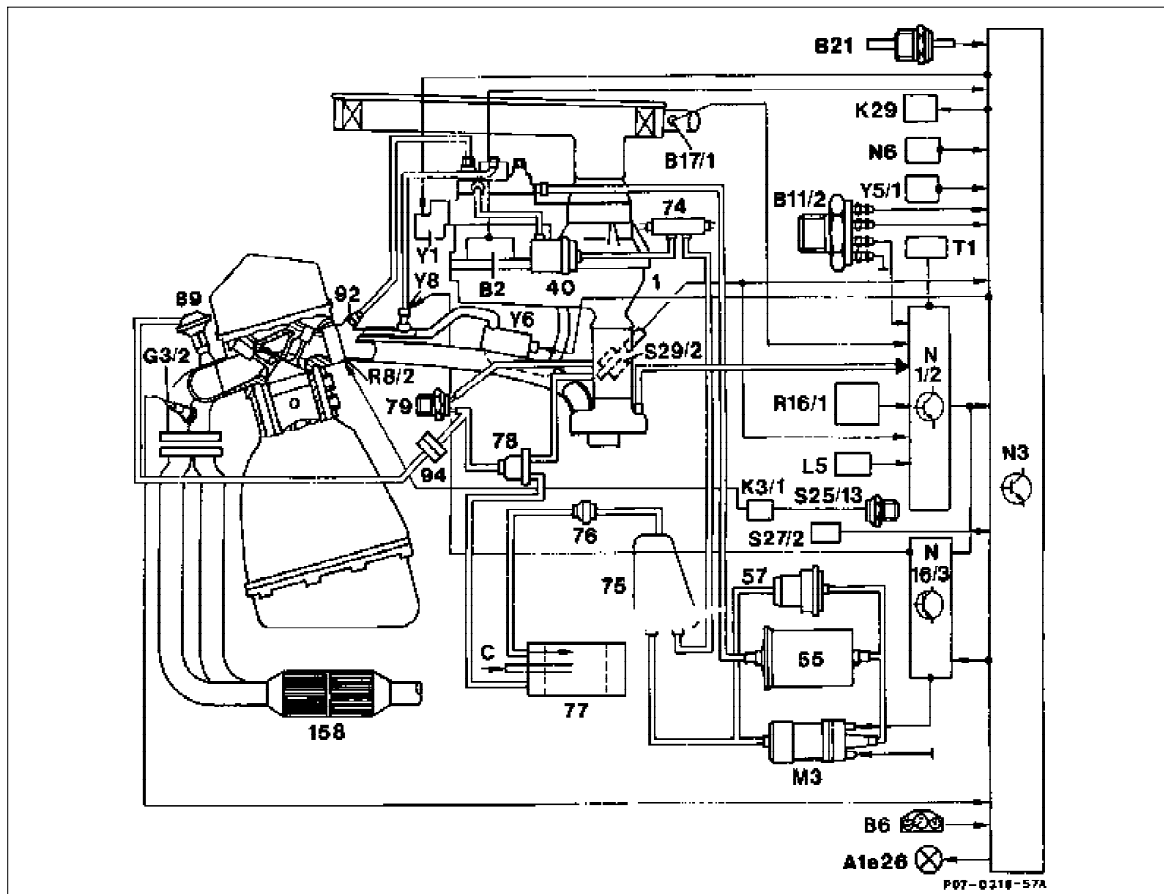 B21
K29
B17/1
N6
Y5/1
B11/2
74
T1
Y1
Y8
B2
40
1
89
92
Y6
G3/2
S29/2
N
1/2
R8/2
79
R16/1
78
N3
94
L5
K3/1
S25/13
76
S27/2
N
16/3
75
57
C
55
77
158
M3
B6
A1e26
P07-0218-57A